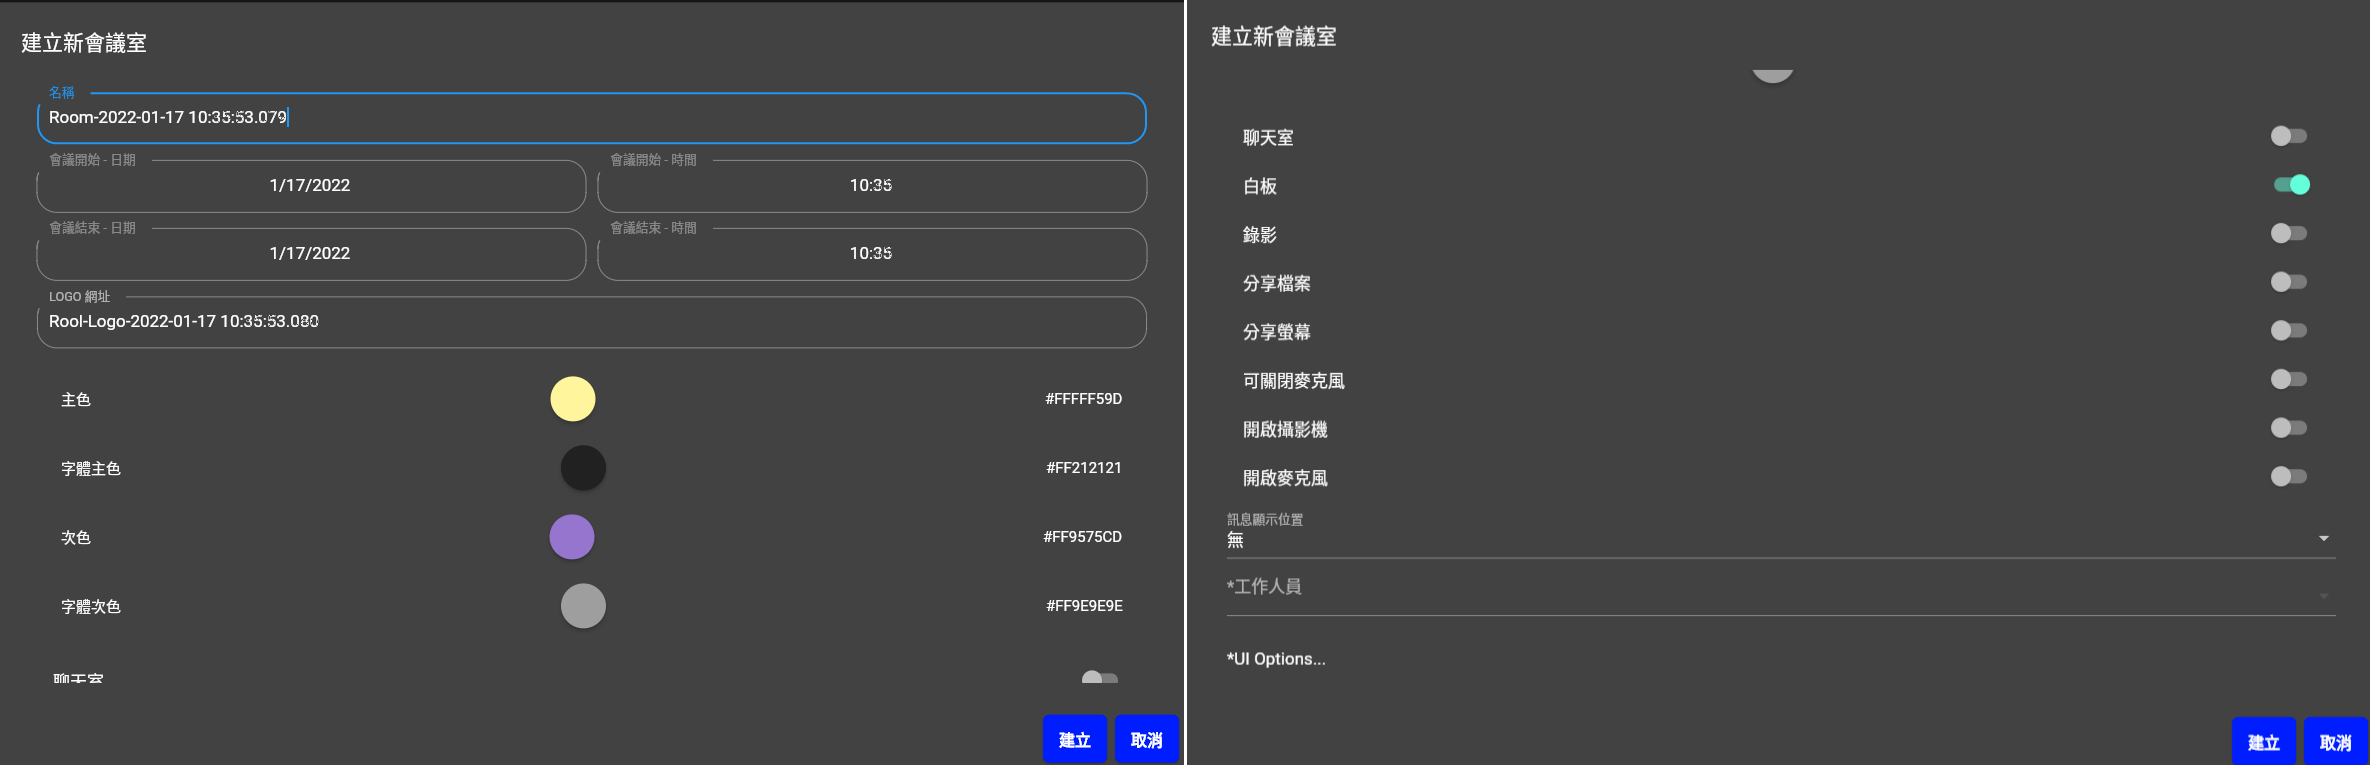 建立新會議室
名稱
Room-2022-01-17 10:35:53.079
會議開始 - 日期
會議開始 - 時間
1/17/2022
10:35
會議結束 - 日期
會議結束 - 時間
1/17/2022
10:35
LOGO 網址
Rool-Logo-2022-01-17 10:35:53.080
主色
#FFFFF59D
字體主色
#FF212121
次色
#FF9575CD
字體次色
#FF9E9E9E
聊天室
建立
取消
建立新會議室
聊天室
白板
錄影
分享檔案
分享螢幕
可關閉麥克風
開啟攝影機
開啟麥克風
訊息顯示位置
無
*工作人員
*UI Options...
建立
取消